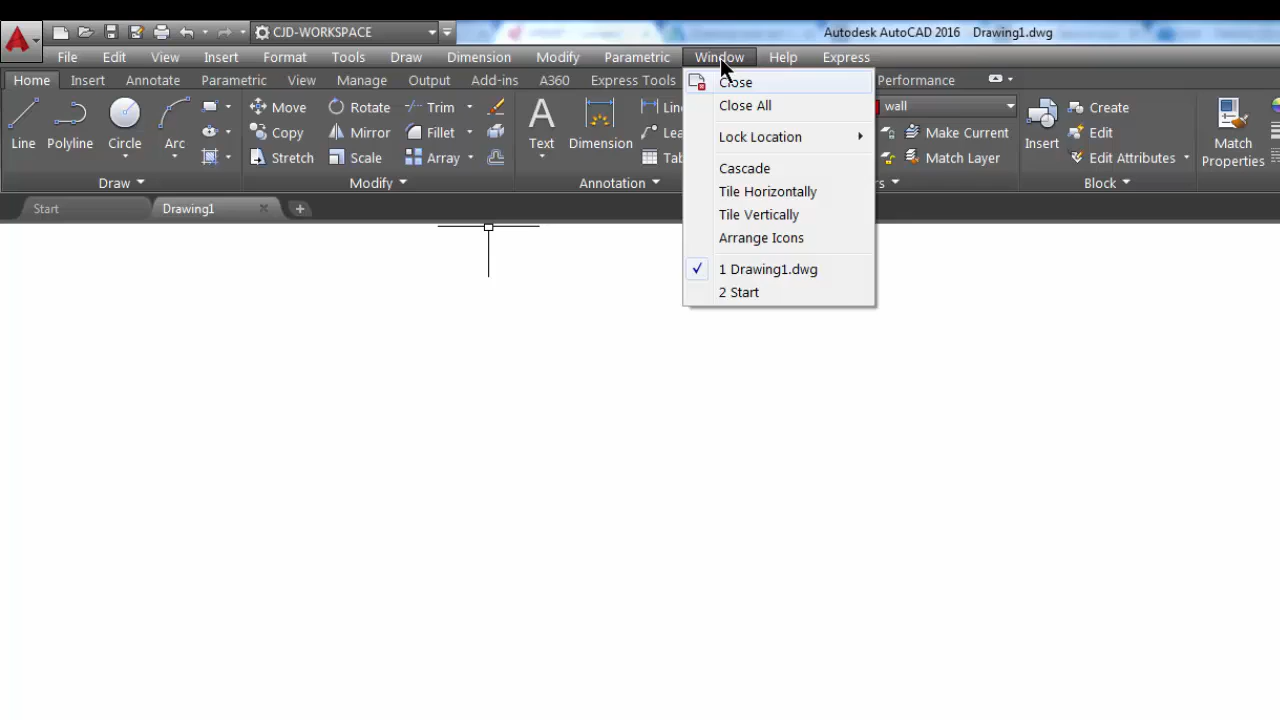 CJD-WORKSPACE
Autodesk AutoCAD 2016 Drawing1.dwg
File Edit View Insert Format Tools Draw Dimension Modify Parametric Window Help Express
Home Insert Annotate Parametric View Manage Output Add-ins A360 Express Tools Performance
Move Rotate Trim wall Create
Line Polyline Circle Arc Copy Mirror Fillet Text Dimension Make Current Insert Edit Match Properties
Stretch Scale Array Match Layer Edit Attributes
Draw Modify Annotation Block
Start Drawing1
Close
Close All
Lock Location
Cascade
Tile Horizontally
Tile Vertically
Arrange Icons
1 Drawing1.dwg
2 Start